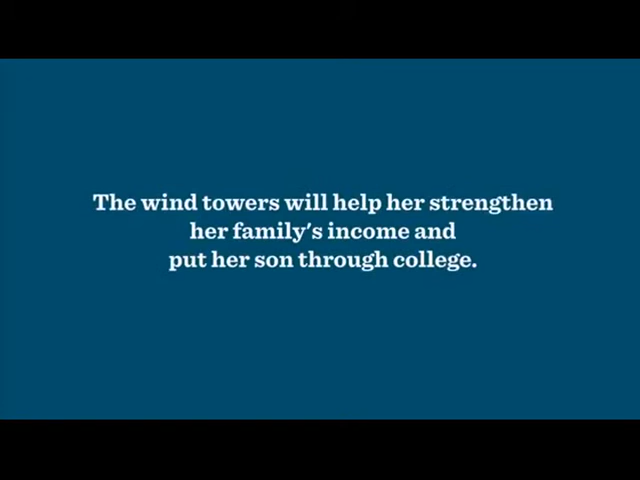 The wind towers will help her strengthen
her family's income and
put her son through college.